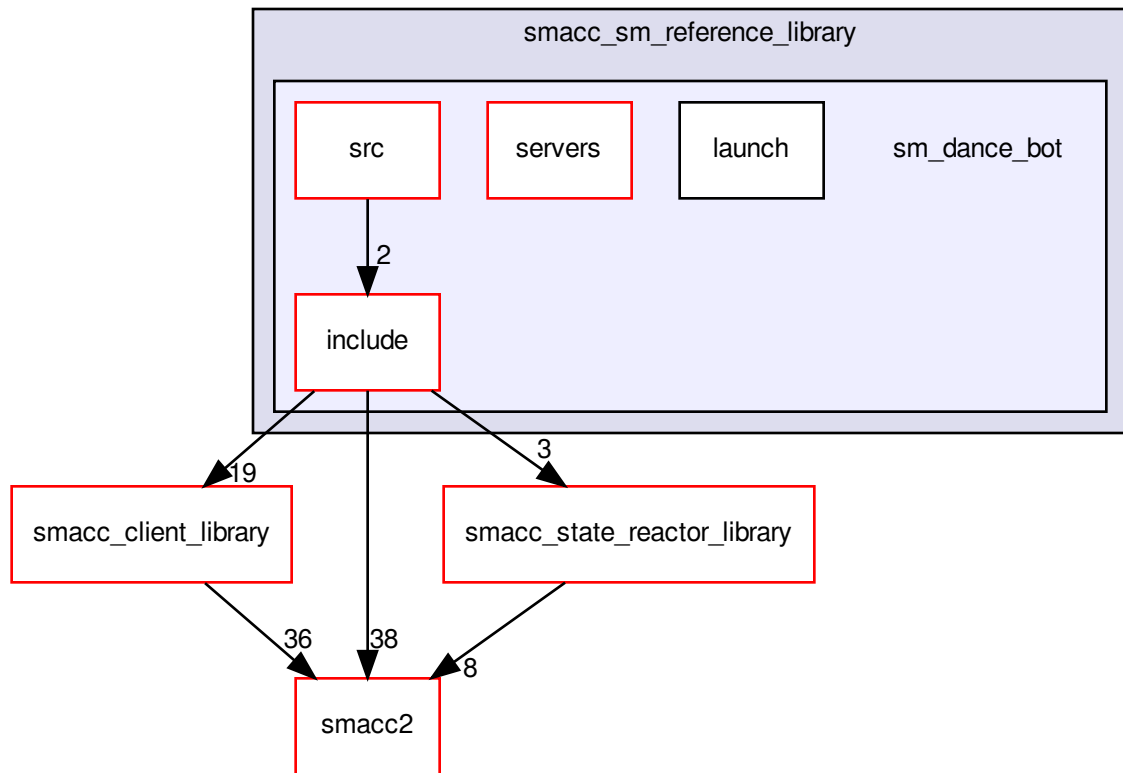 smacc_sm_reference_library
src
servers
launch
sm_dance_bot
2
include
19
3
smacc_client_library
smacc_state_reactor_library
36
38
8
smacc2